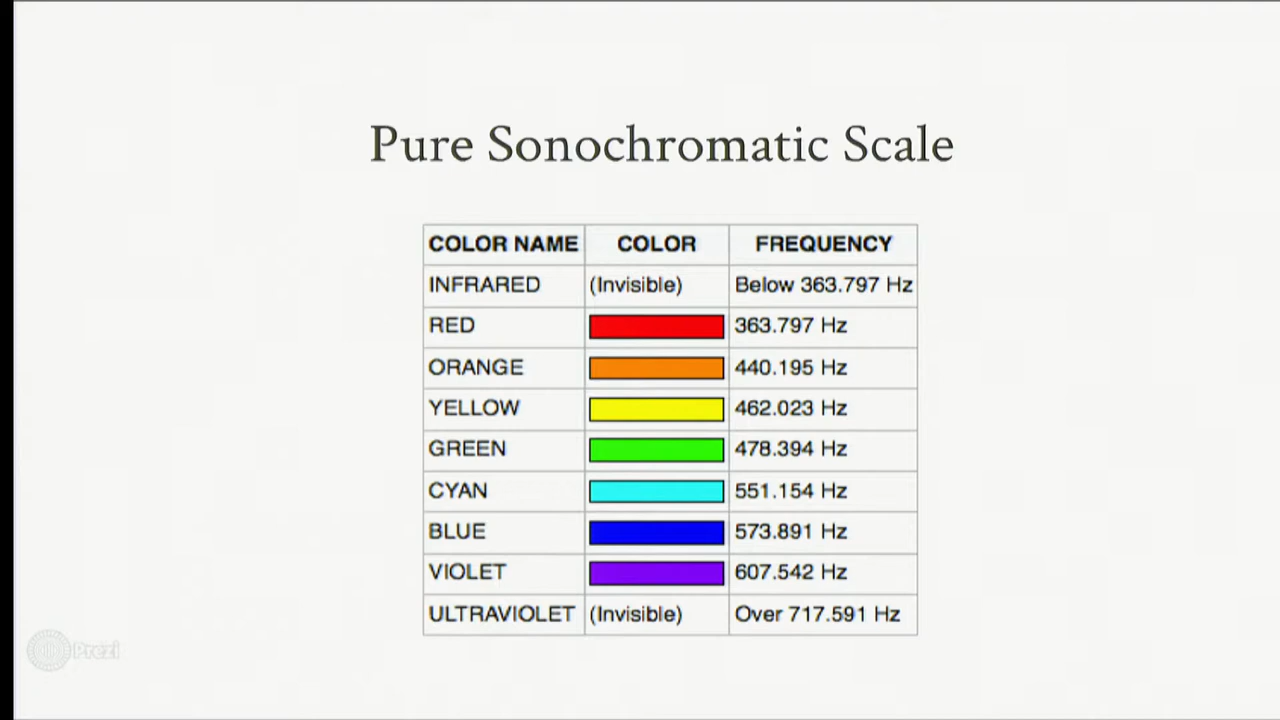 Pure Sonochromatic Scale
COLOR NAME COLOR FREQUENCY
INFRARED (Invisible) Below 363.797 Hz
RED 363.797 Hz
ORANGE 440.195 Hz
YELLOW 462.023 Hz
GREEN 478.394 Hz
CYAN 551.154 Hz
BLUE 573.891 Hz
VIOLET 607.542 Hz
ULTRAVIOLET (Invisible) Over 717.591 Hz
Prezi